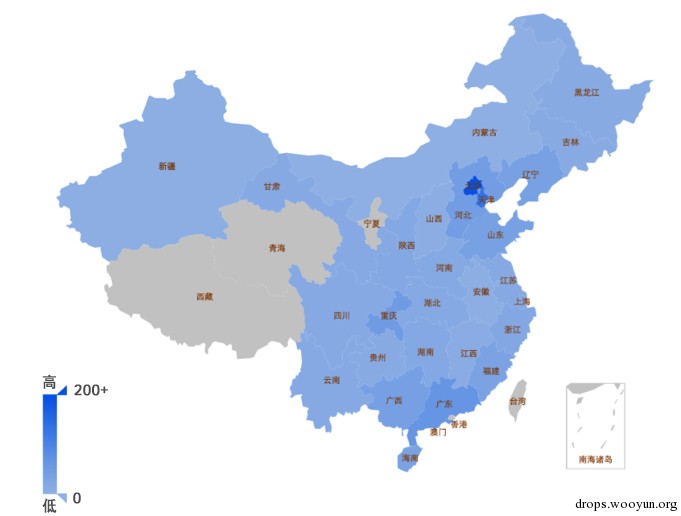 黑龙江
内蒙古
吉林
新疆
辽宁
甘肃
北京
天津
宁夏
山西
河北
青海
陕西
山东
河南
江苏
西藏
安徽
上海
四川
重庆
湖北
浙江
贵州
湖南
江西
福建
云南
高
200+
广西
广东
台湾
香港
澳门
海南
南海诸岛
0
低
drops.wooyun.org